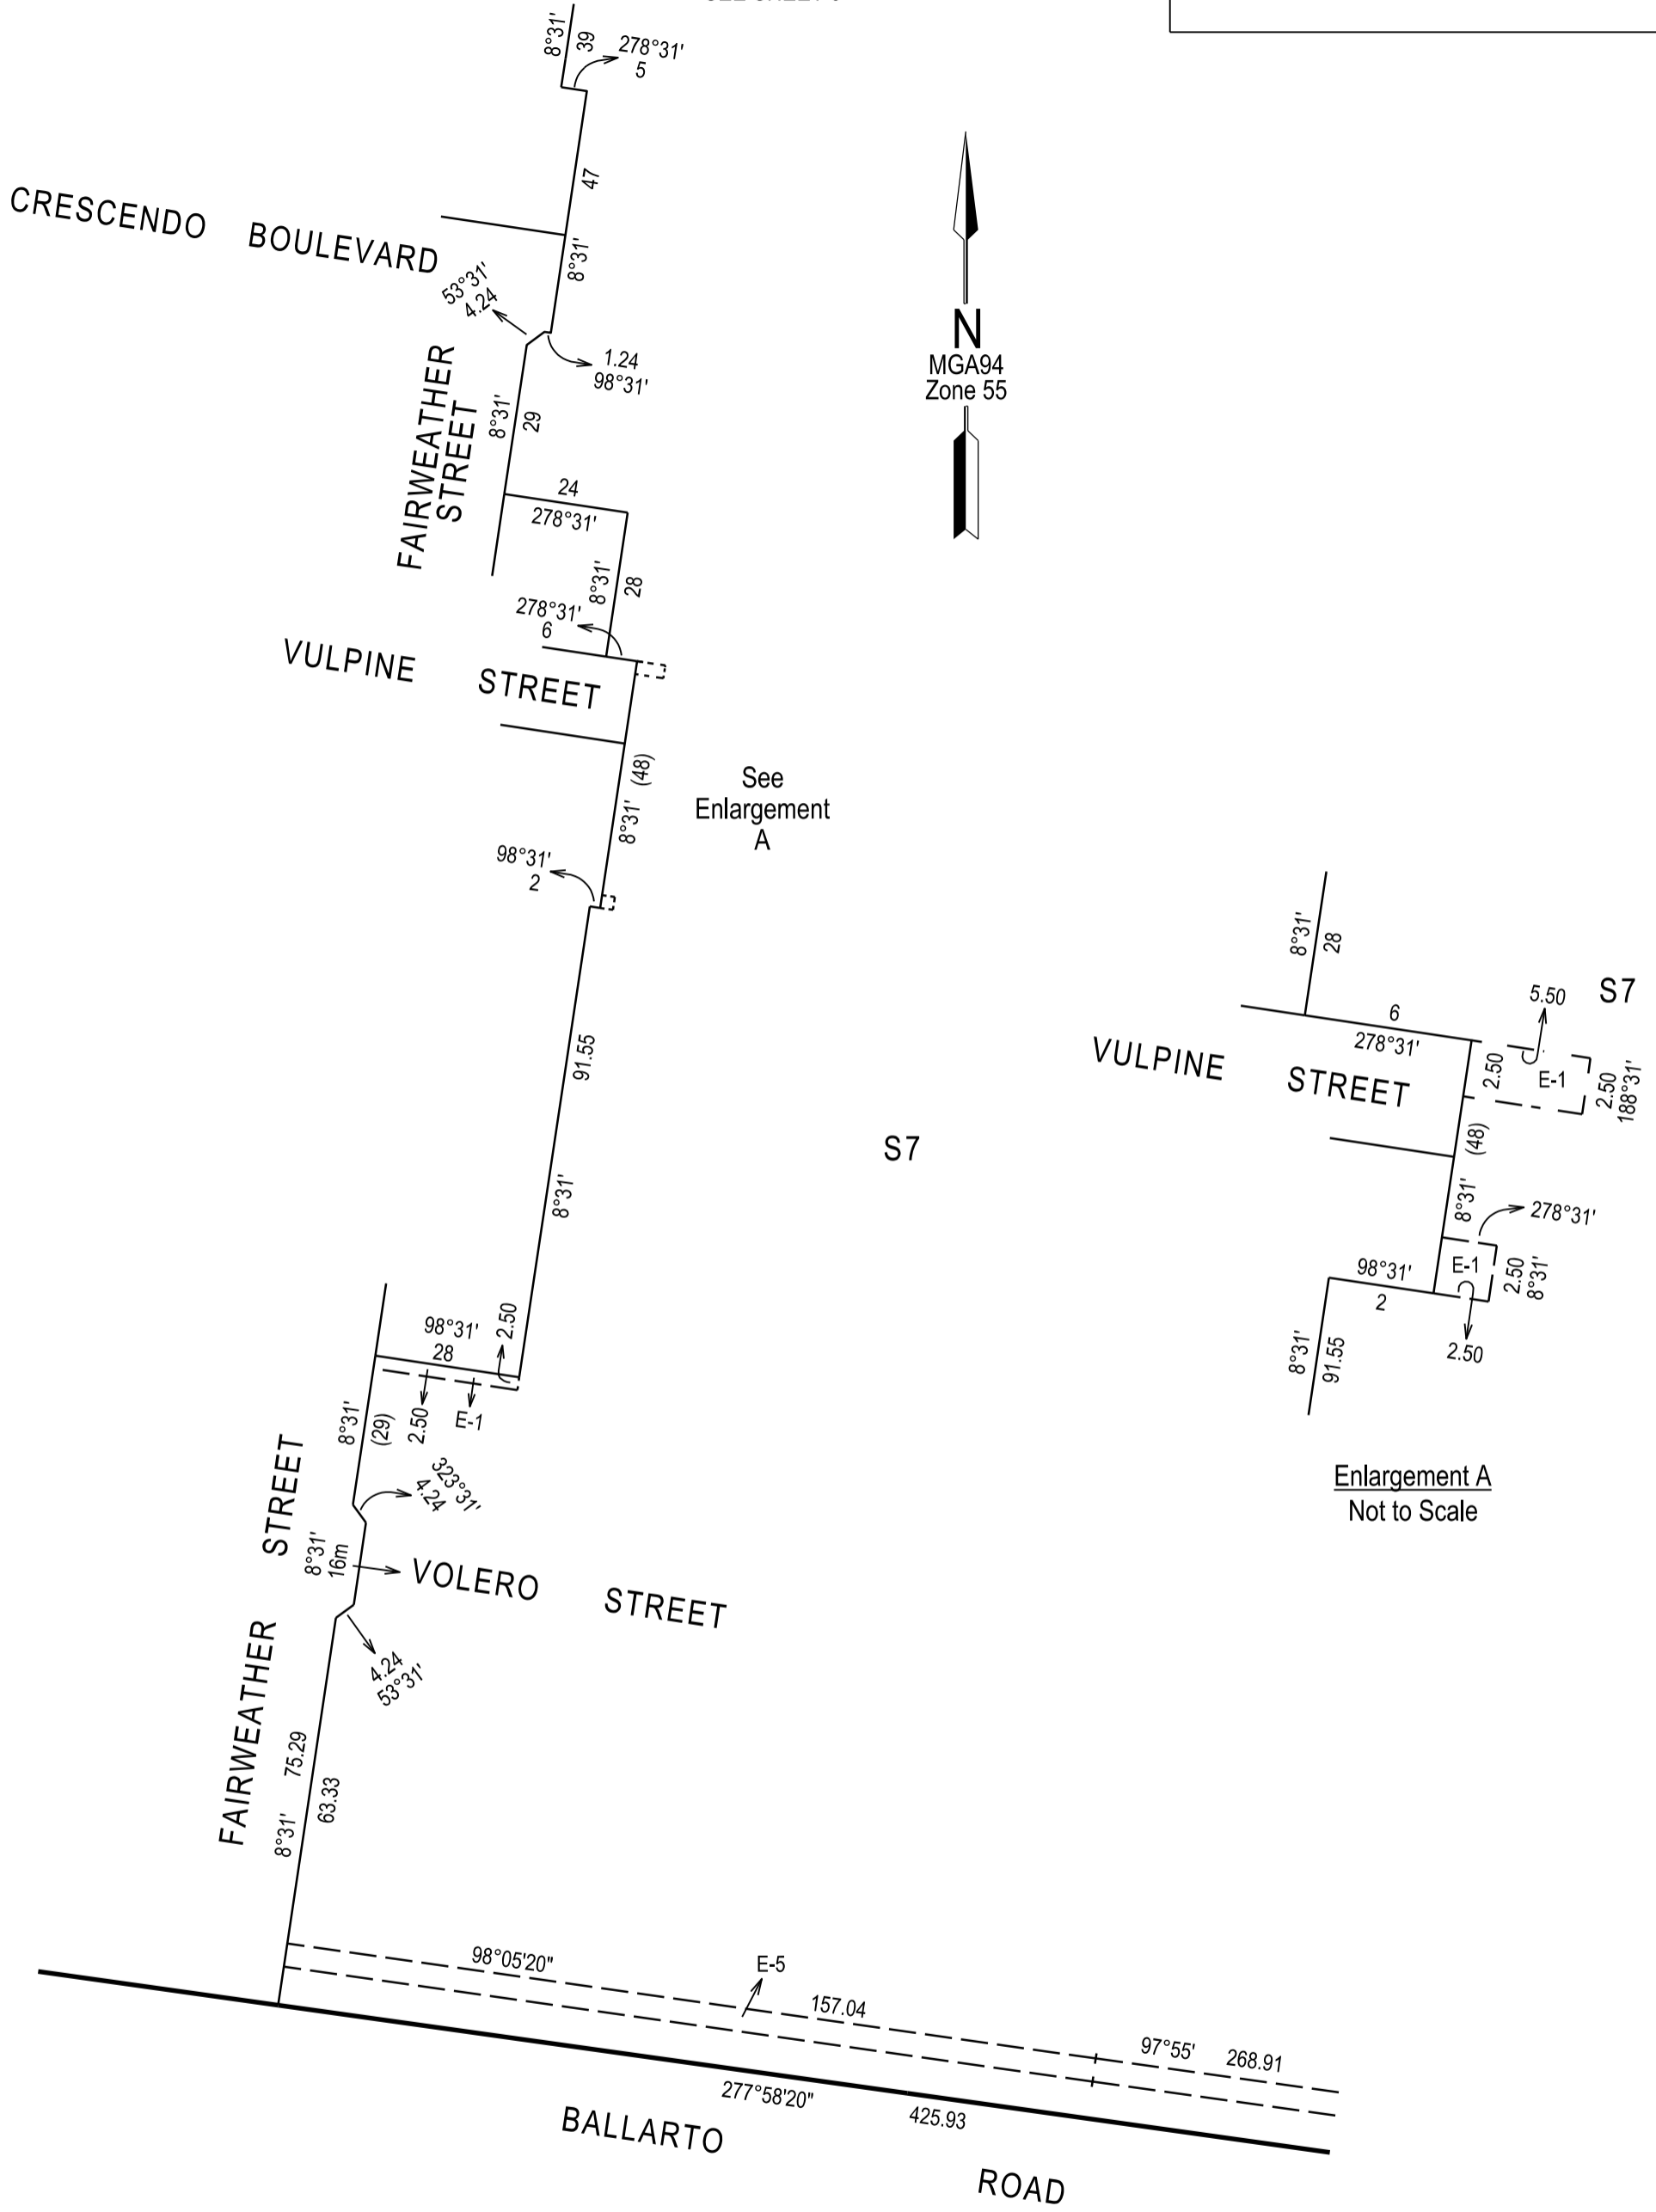 8°31'
39
278°31'
5
47
CRESCENDO BOULEVARD
8°31'
53°31'
4.24
1.24
98°31'
N
MGA94
Zone 55
FAIRWEATHER
STREET
8°31'
29
24
278°31'
8°31'
28
278°31'
6
VULPINE STREET
(48)
8°31'
See
Enlargement
A
98°31'
2
91.55
8°31'
S7
8°31'
28
6
278°31'
5.50
S7
VULPINE STREET
2.50
E-1
2.50
188°31'
(48)
8°31'
278°31'
98°31'
2
E-1
2.50
8°31'
2.50
8°31'
91.55
Enlargement A
Not to Scale
98°31'
28
2.50
8°31'
(29)
2.50
E-1
323°31'
4.24
FAIRWEATHER STREET
8°31'
16m
VOLERO STREET
4.24
53°31'
75.29
8°31'
63.33
98°05'20"
E-5
157.04
97°55'
268.91
277°58'20"
425.93
BALLARTO ROAD